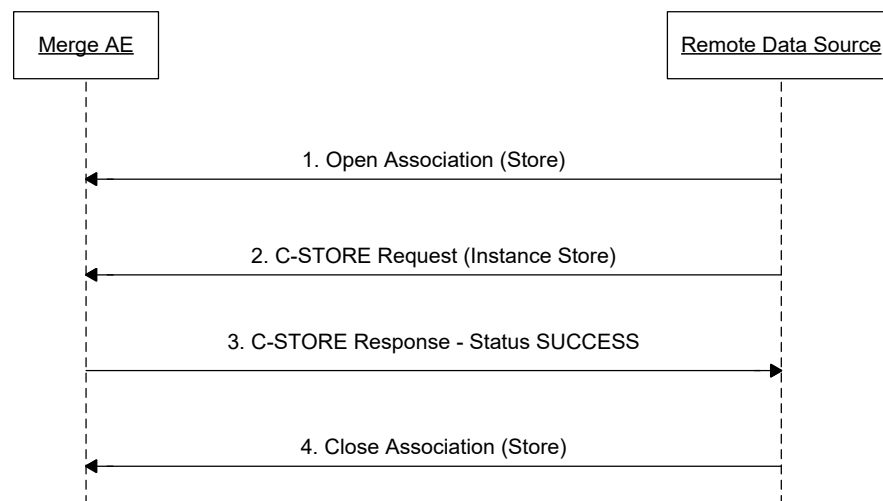 Merge AE
Remote Data Source
1. Open Association (Store)
2. C-STORE Request (Instance Store)
3. C-STORE Response - Status SUCCESS
4. Close Association (Store)